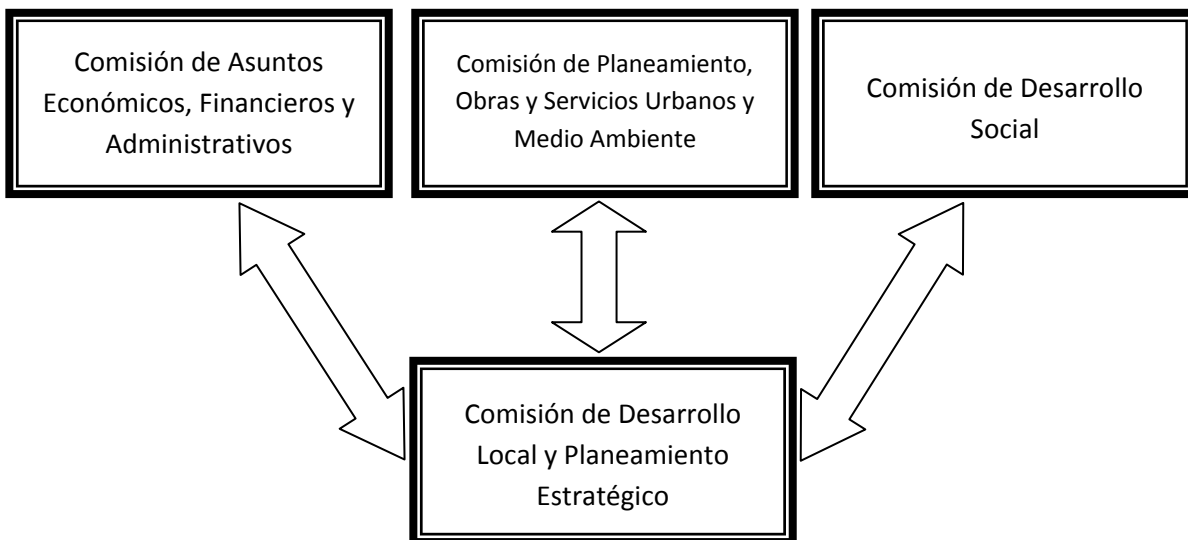 Comisión de Asuntos
Económicos, Financieros y
Administrativos
Comisión de Planeamiento,
Obras y Servicios Urbanos y
Medio Ambiente
Comisión de Desarrollo
Social
Comisión de Desarrollo
Local y Planeamiento
Estratégico